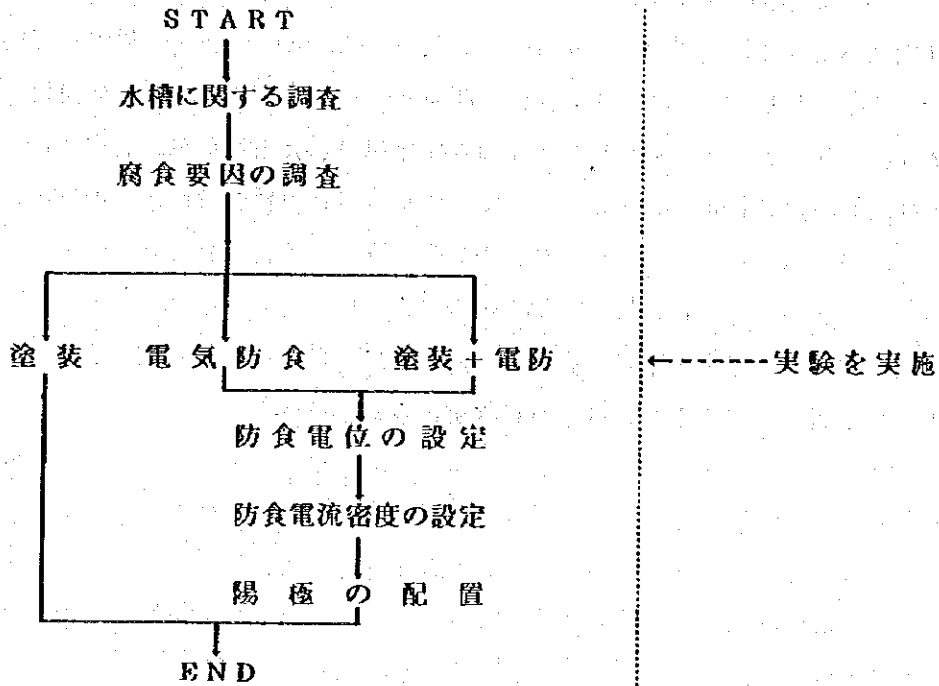 START
水槽に関する調査
腐食要因の調査
塗装 電気防食 塗装+電防 実験を実施
防食電位の設定
防食電流密度の設定
陽極の配置
END